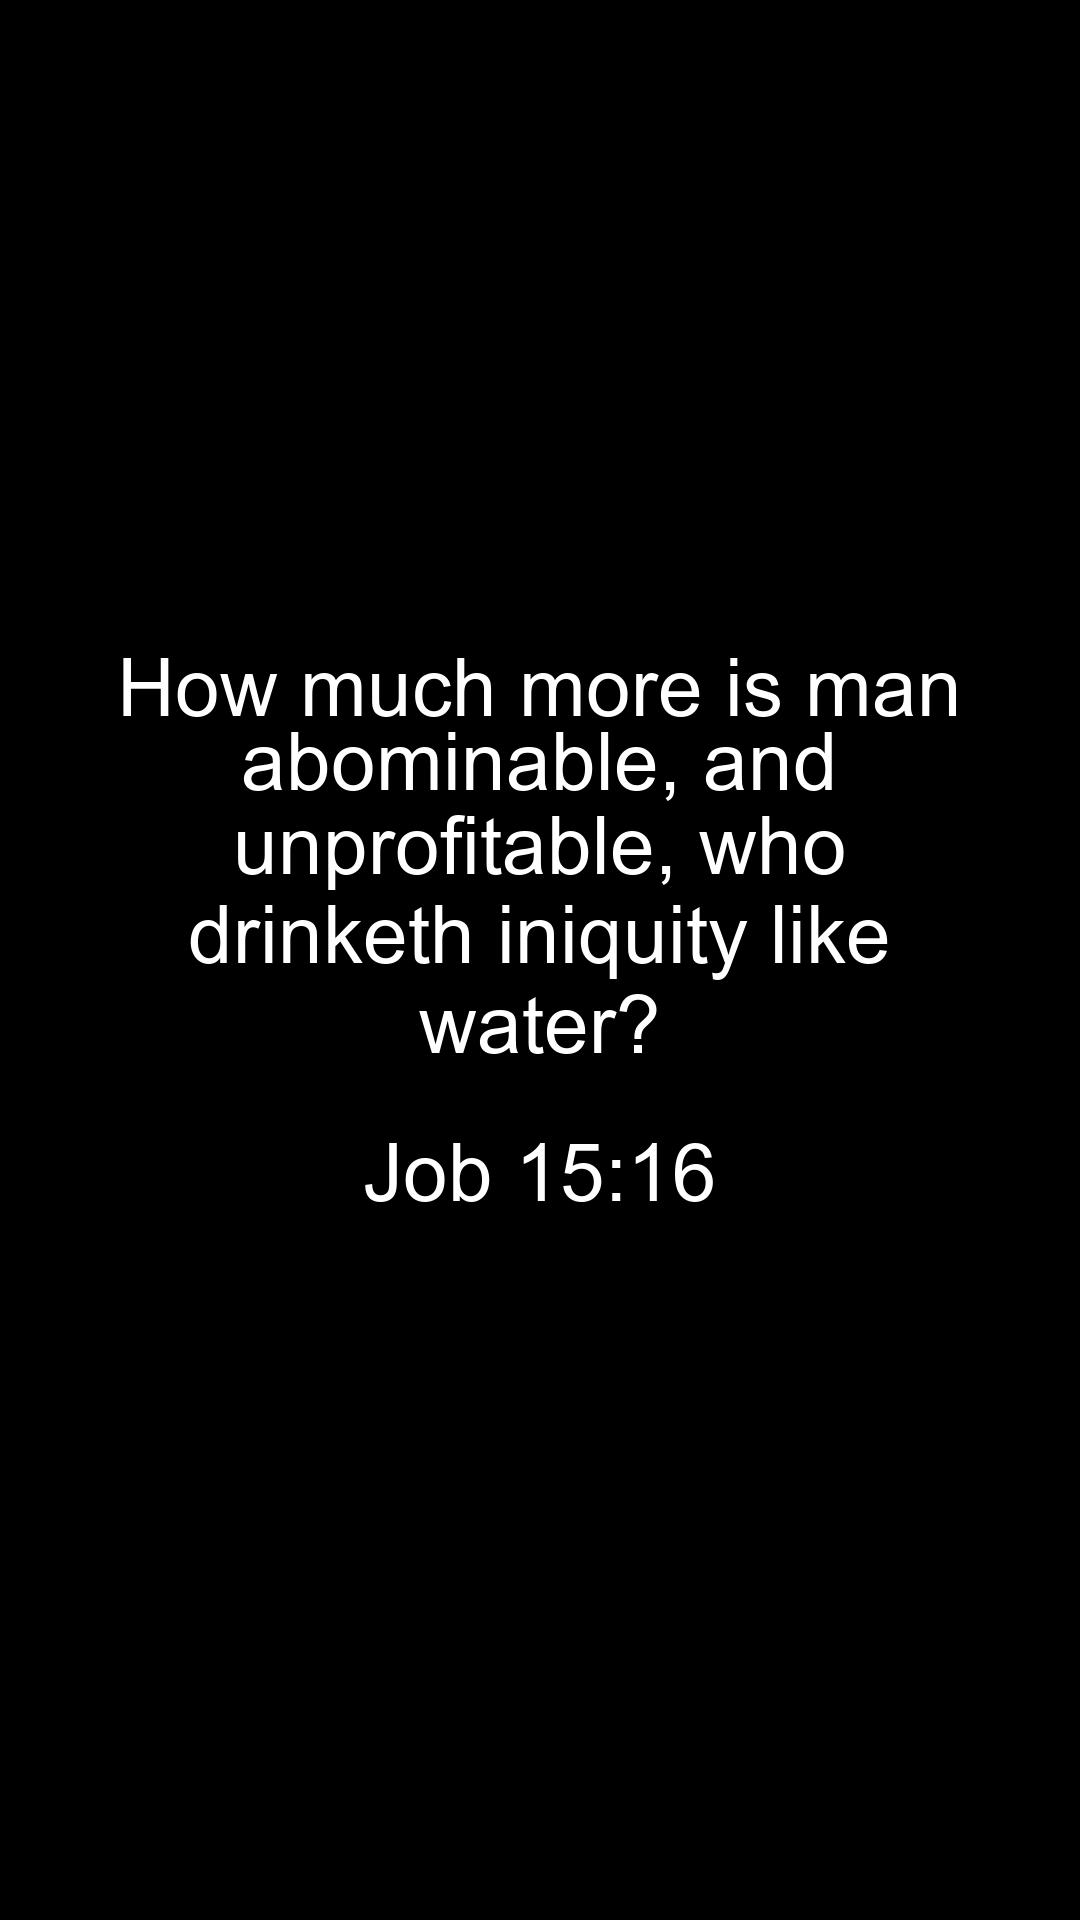 How much more is man
abominable, and
unprofitable, who
drinketh iniquity like
water?
Job 15:16